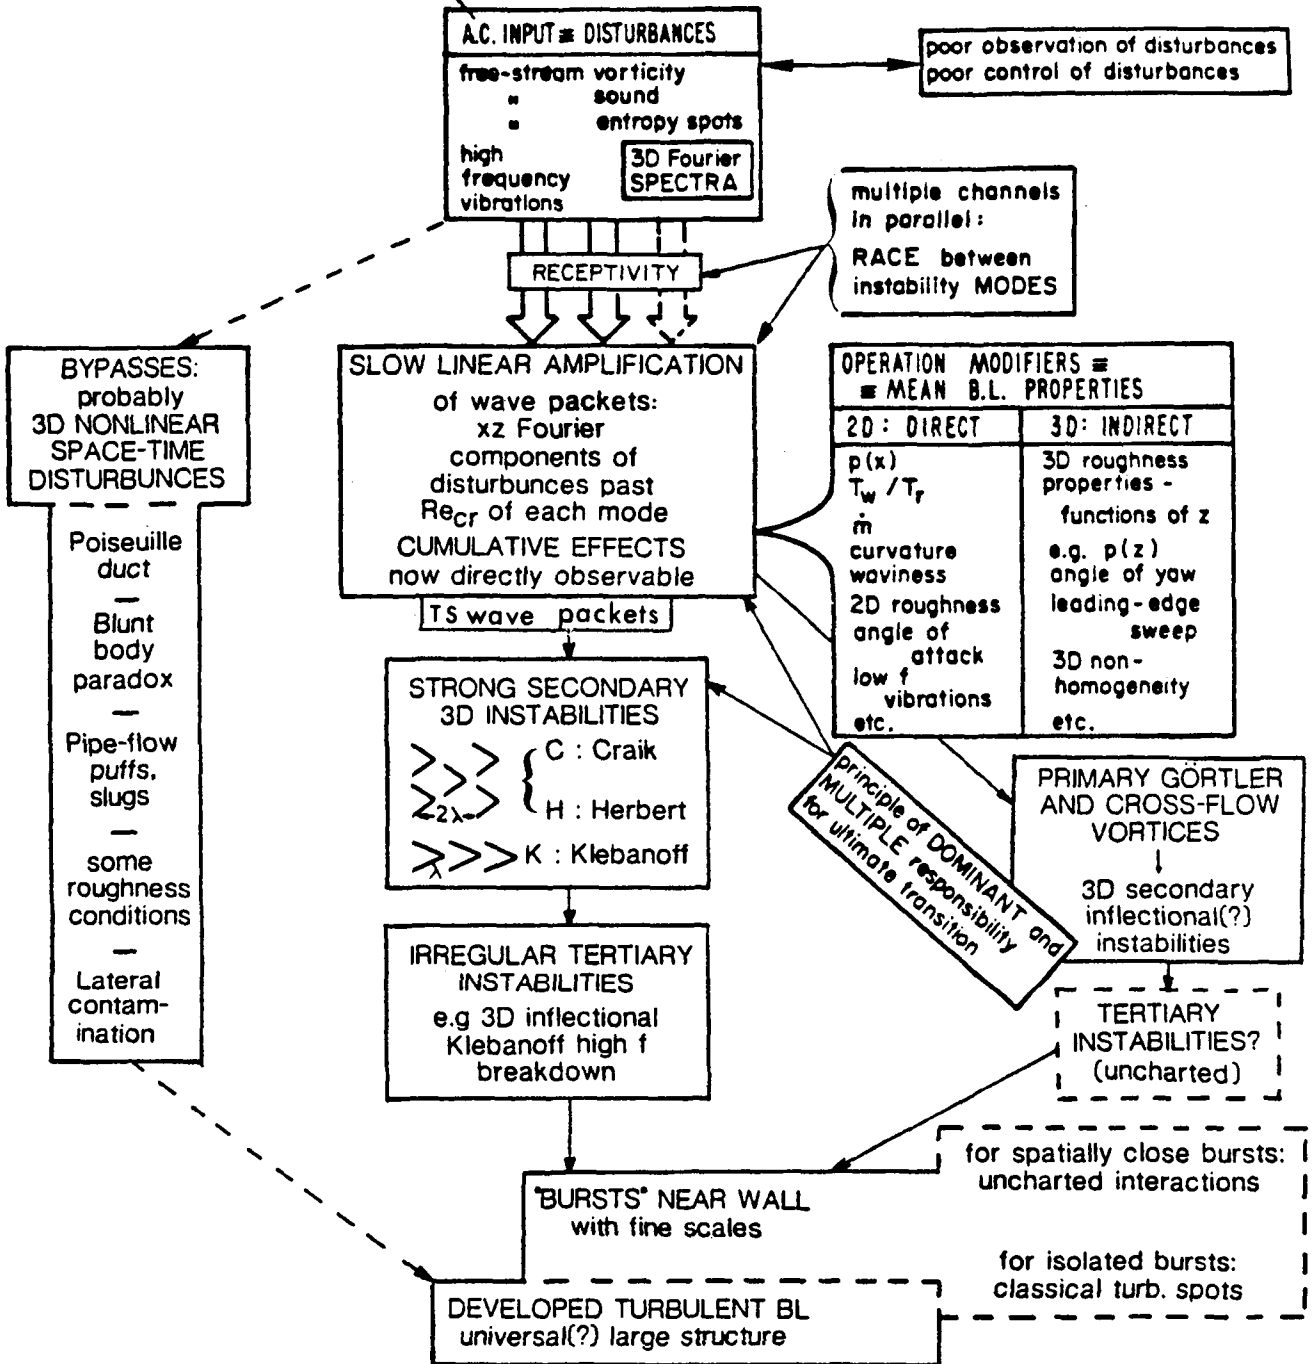 A.C. INPUT ≡ DISTURBANCES
free-stream vorticity
" sound
" entropy spots
high
frequency
vibrations
3D Fourier
SPECTRA
poor observation of disturbances
poor control of disturbances
multiple channels
in parallel:
RACE between
instability MODES
RECEPTIVITY
BYPASSES:
probably
3D NONLINEAR
SPACE-TIME
DISTURBUNCES
Poiseuille
duct
—
Blunt
body
paradox
—
Pipe-flow
puffs,
slugs
—
some
roughness
conditions
—
Lateral
contam-
ination
SLOW LINEAR AMPLIFICATION
of wave packets:
xz Fourier
components of
disturbunces past
Re_cr of each mode
CUMULATIVE EFFECTS
now directly observable
TS wave packets
OPERATION MODIFIERS ≡
≡ MEAN B.L. PROPERTIES
2D: DIRECT
p(x)
T_w / T_r
ṁ
curvature
waviness
2D roughness
angle of
attack
low f
vibrations
etc.
3D: INDIRECT
3D roughness
properties -
functions of z
e.g. p(z)
angle of yaw
leading-edge
sweep
3D non-
homogeneity
etc.
STRONG SECONDARY
3D INSTABILITIES
C : Craik
2λ
H : Herbert
λ K : Klebanoff
principle of DOMINANT and
MULTIPLE responsibility
for ultimate transition
PRIMARY GÖRTLER
AND CROSS-FLOW
VORTICES
3D secondary
inflectional(?)
instabilities
IRREGULAR TERTIARY
INSTABILITIES
e.g 3D inflectional
Klebanoff high f
breakdown
TERTIARY
INSTABILITIES?
(uncharted)
"BURSTS" NEAR WALL
with fine scales
for spatially close bursts:
uncharted interactions
for isolated bursts:
classical turb. spots
DEVELOPED TURBULENT BL
universal(?) large structure